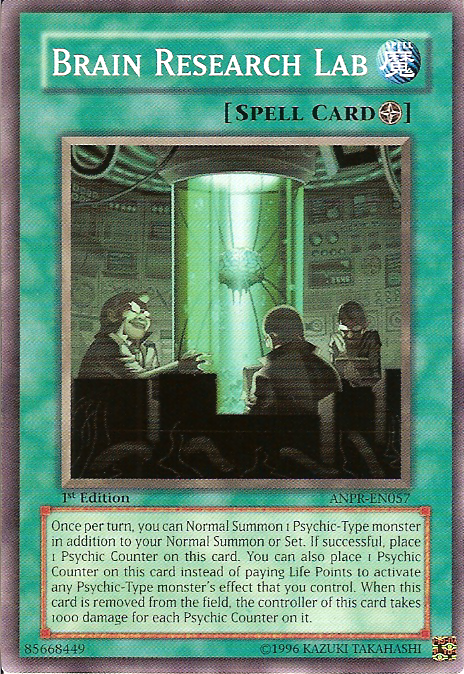 Brain Research Lab 魔
[Spell Card]
1st Edition ANPR-EN057
Once per turn, you can Normal Summon 1 Psychic-Type monster
in addition to your Normal Summon or Set. If successful, place
1 Psychic Counter on this card. You can also place 1 Psychic
Counter on this card instead of paying Life Points to activate
any Psychic-Type monster's effect that you control. When this
card is removed from the field, the controller of this card takes
1000 damage for each Psychic Counter on it.
85668449 ©1996 KAZUKI TAKAHASHI